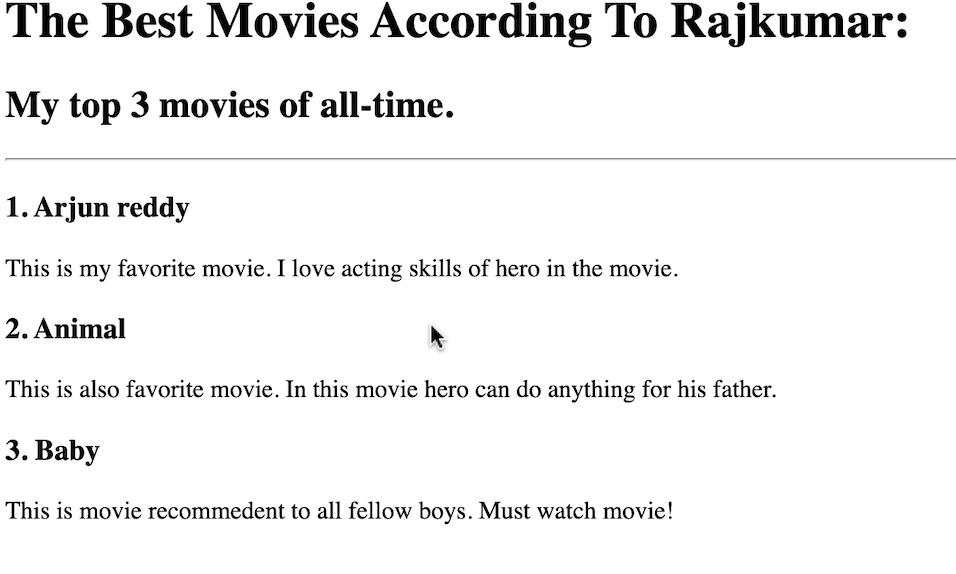 The Best Movies According To Rajkumar:
My top 3 movies of all-time.
1. Arjun reddy
This is my favorite movie. I love acting skills of hero in the movie.
2. Animal
This is also favorite movie. In this movie hero can do anything for his father.
3. Baby
This is movie recommedent to all fellow boys. Must watch movie!